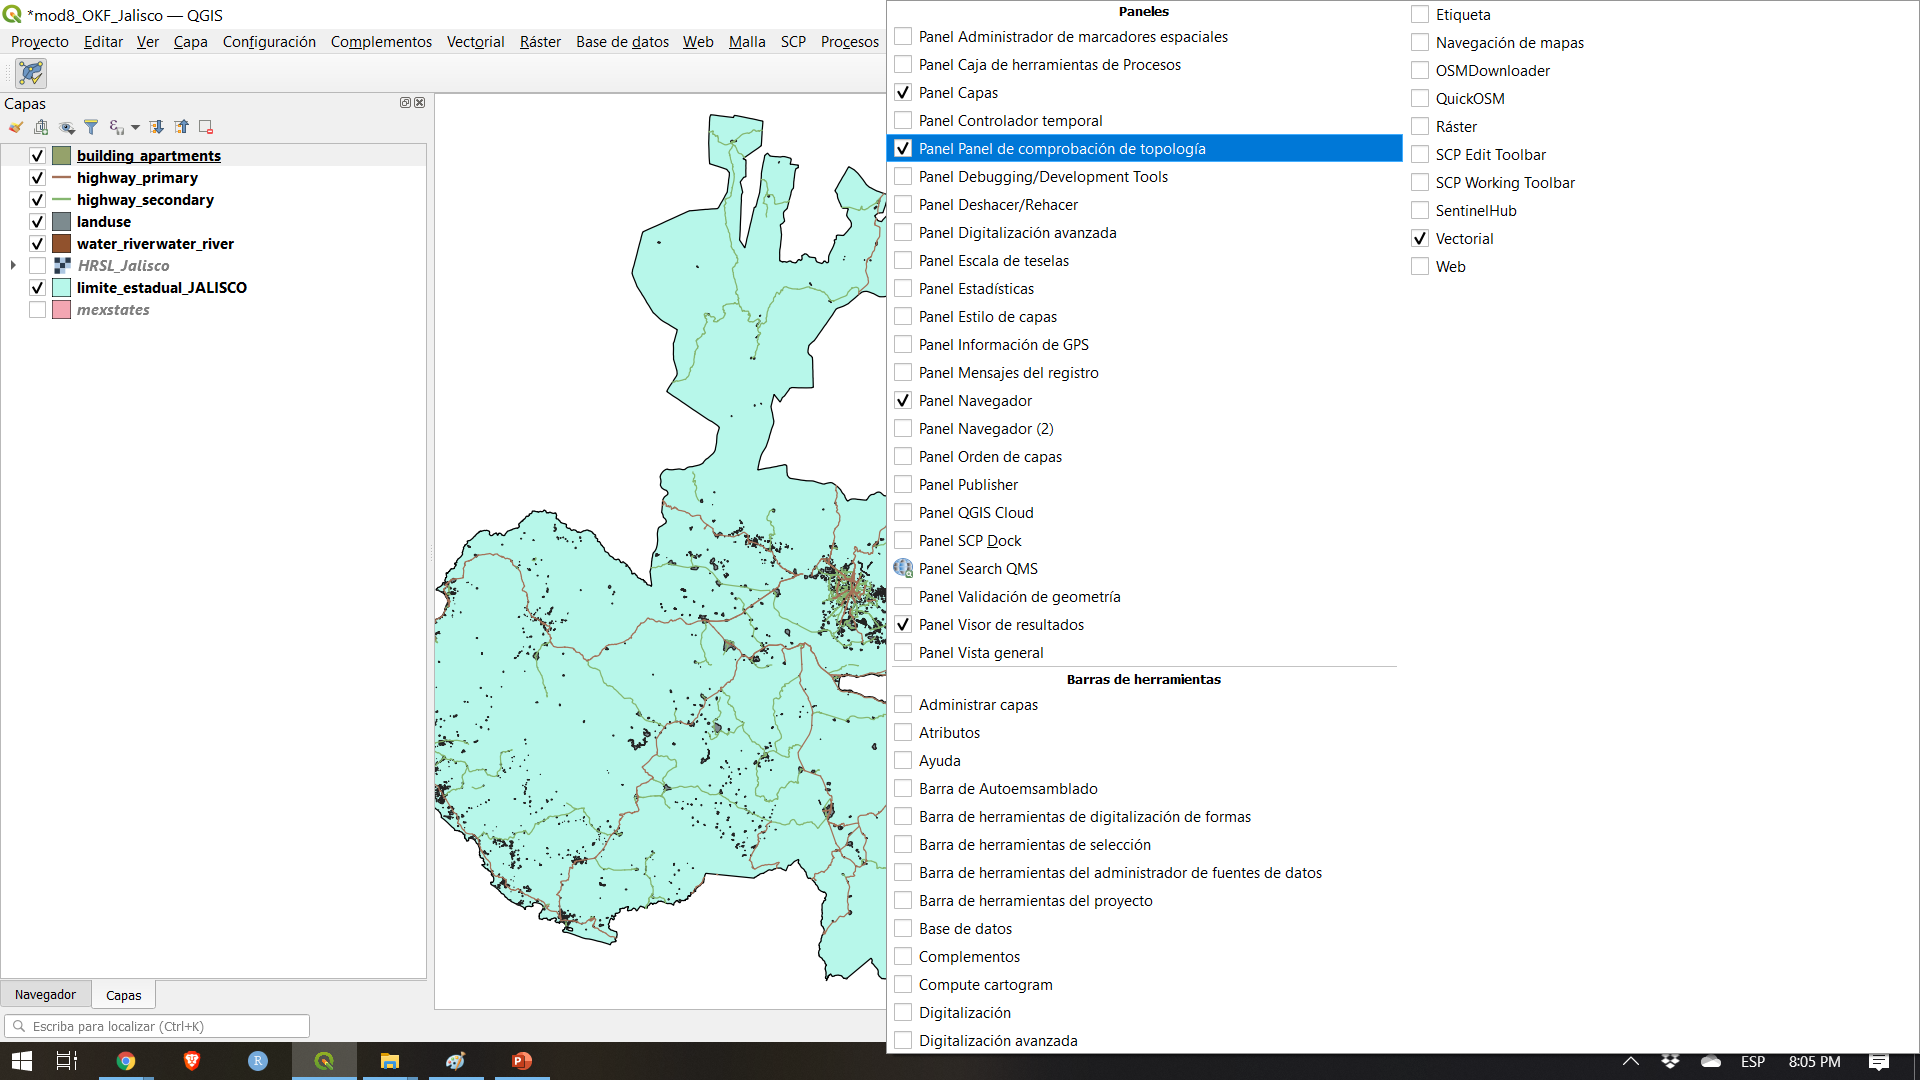 *mod8_OKF_Jalisco — QGIS
Proyecto Editar Ver Capa Configuración Complementos Vectorial Ráster Base de datos Web Malla SCP Procesos
Capas
building_apartments
highway_primary
highway_secondary
landuse
water_riverwater_river
HRSL_Jalisco
limite_estadual_JALISCO
mexstates
Navegador Capas
Escriba para localizar (Ctrl+K)
Paneles
Panel Administrador de marcadores espaciales
Panel Caja de herramientas de Procesos
Panel Capas
Panel Controlador temporal
Panel Panel de comprobación de topología
Panel Debugging/Development Tools
Panel Deshacer/Rehacer
Panel Digitalización avanzada
Panel Escala de teselas
Panel Estadísticas
Panel Estilo de capas
Panel Información de GPS
Panel Mensajes del registro
Panel Navegador
Panel Navegador (2)
Panel Orden de capas
Panel Publisher
Panel QGIS Cloud
Panel SCP Dock
Panel Search QMS
Panel Validación de geometría
Panel Visor de resultados
Panel Vista general
Barras de herramientas
Administrar capas
Atributos
Ayuda
Barra de Autoemsamblado
Barra de herramientas de digitalización de formas
Barra de herramientas de selección
Barra de herramientas del administrador de fuentes de datos
Barra de herramientas del proyecto
Base de datos
Complementos
Compute cartogram
Digitalización
Digitalización avanzada
Etiqueta
Navegación de mapas
OSMDownloader
QuickOSM
Ráster
SCP Edit Toolbar
SCP Working Toolbar
SentinelHub
Vectorial
Web
ESP 8:05 PM